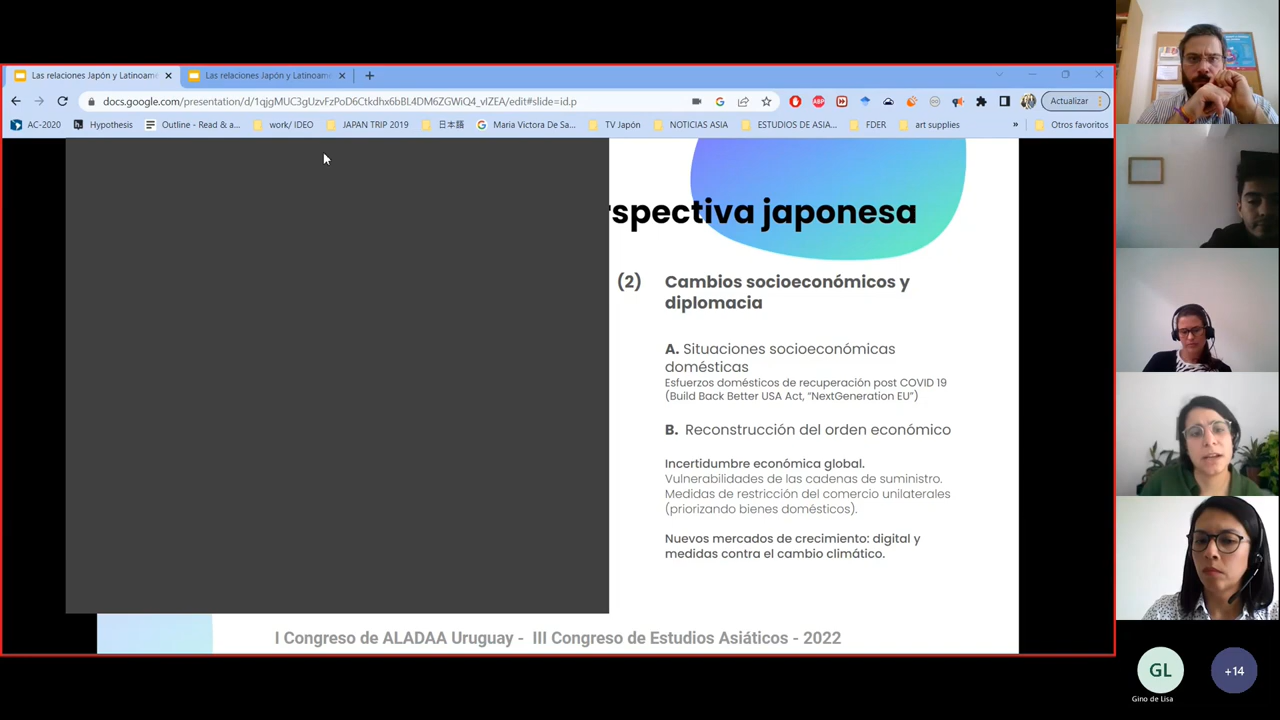 Las relaciones Japón y Latinoame
Las relaciones Japón y Latinoame
docs.google.com/presentation/d/1qjgMUC3gUzvFzPoD6Ctkdhx6bBL4DM6ZGWiQ4_vIZEA/edit#slide=id.p
ABP
Actualizar
AC-2020
Hypothesis
Outline - Read & a...
work/ IDEO
JAPAN TRIP 2019
日本語
Maria Victora De Sa...
TV Japón
NOTICIAS ASIA
ESTUDIOS DE ASIA...
FDER
art supplies
»
Otros favoritos
rspectiva japonesa
(2) Cambios socioeconómicos y
diplomacia
A. Situaciones socioeconómicas
domésticas
Esfuerzos domésticos de recuperación post COVID 19
(Build Back Better USA Act, “NextGeneration EU”)
B. Reconstrucción del orden económico
Incertidumbre económica global.
Vulnerabilidades de las cadenas de suministro.
Medidas de restricción del comercio unilaterales
(priorizando bienes domésticos).
Nuevos mercados de crecimiento: digital y
medidas contra el cambio climático.
I Congreso de ALADAA Uruguay - III Congreso de Estudios Asiáticos - 2022
GL
Gino de Lisa
+14